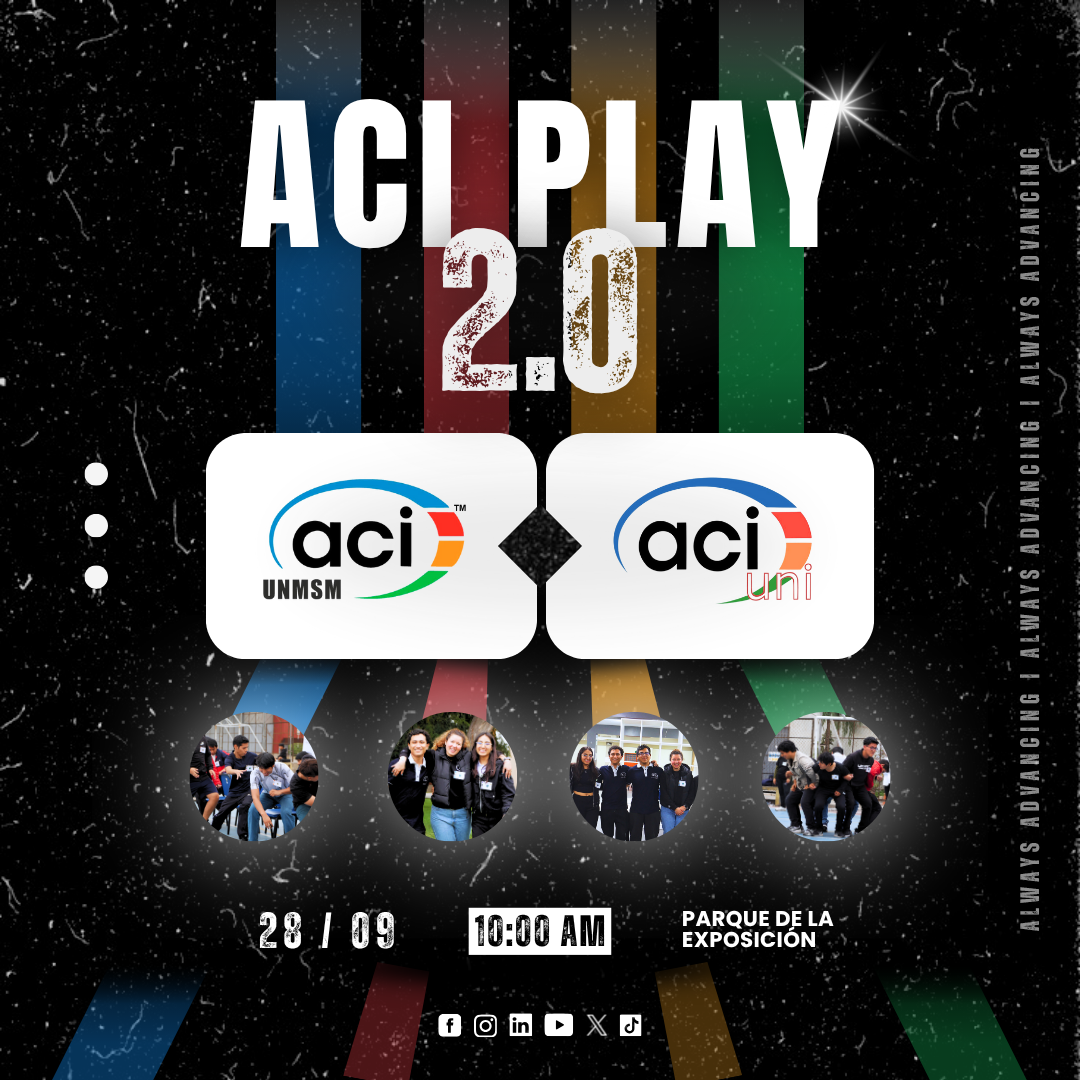 ACI PLAY
2.0
aci TM
UNMSM
aci
uni
28 / 09
10:00 AM
PARQUE DE LA
EXPOSICIÓN
ALWAYS ADVANCING I ALWAYS ADVANCING I ALWAYS ADVANCING